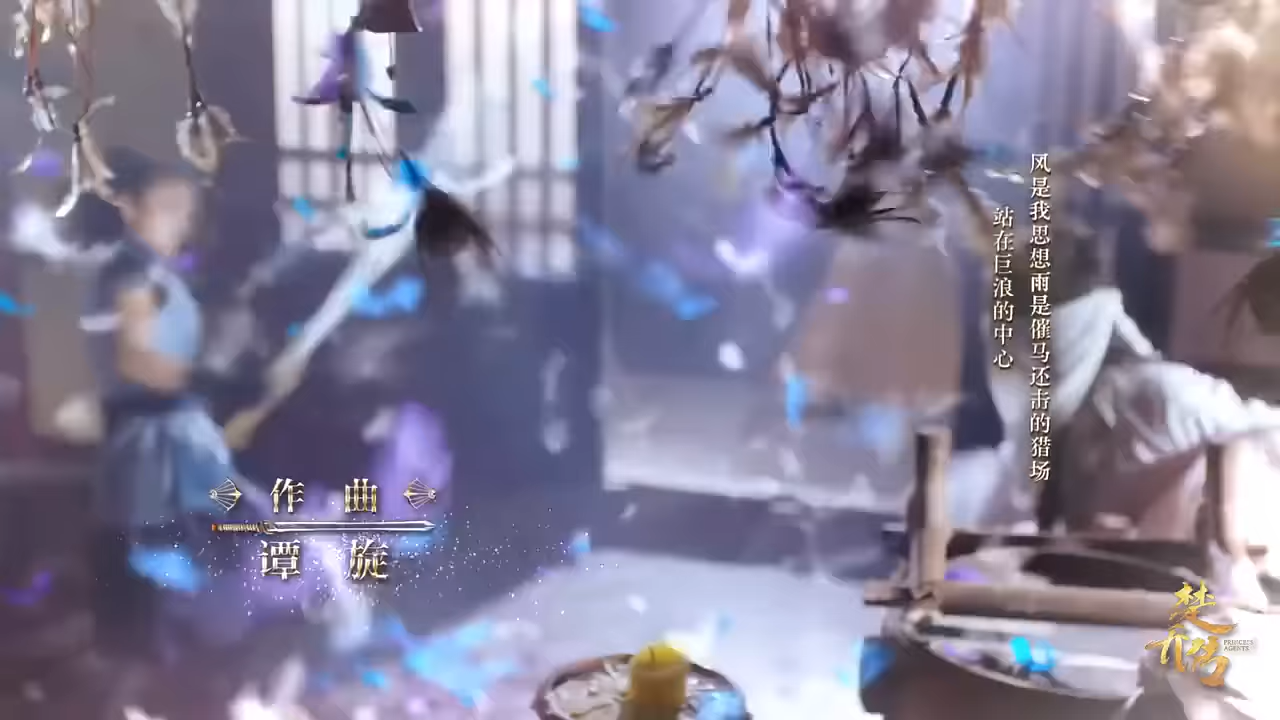 风是我思想雨是催马还击的猎场
站在巨浪的中心
作 曲
谭 旋
楚乔传
PRINCESS
AGENTS